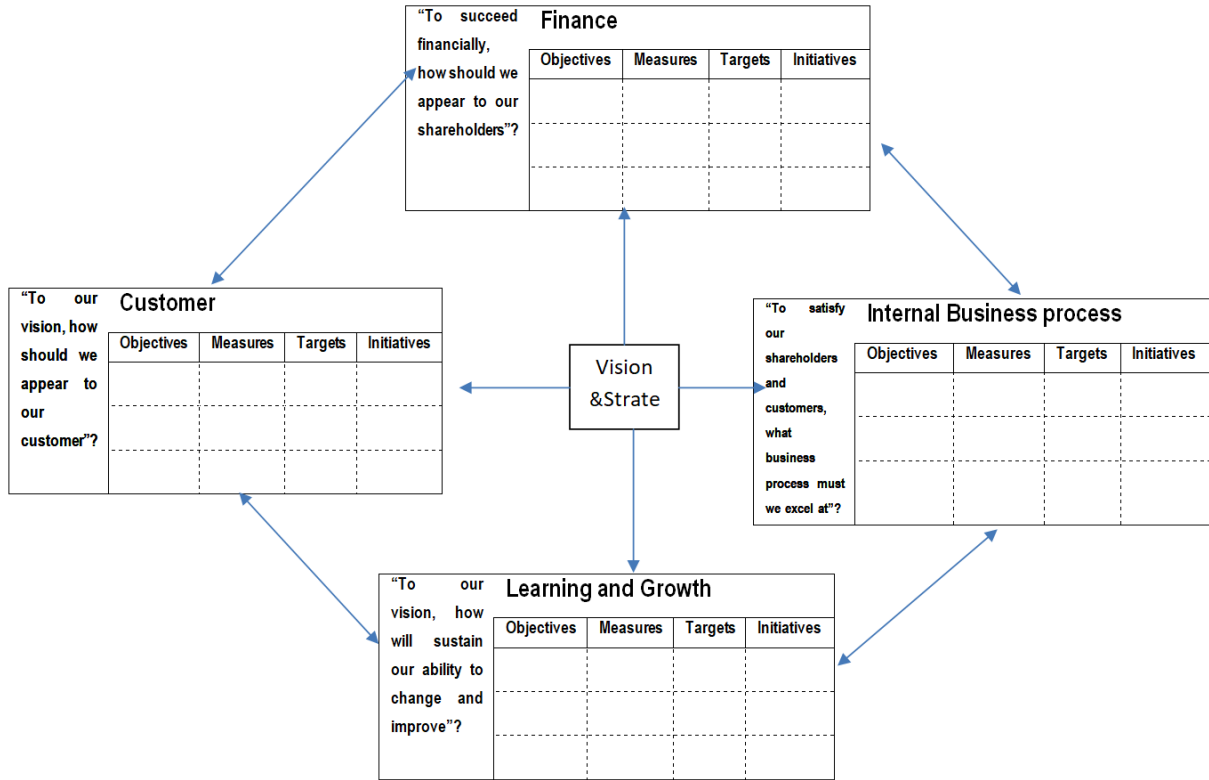 “To succeed
financially,
how should we
appear to our
shareholders”?
Finance
Objectives Measures Targets Initiatives
“To our
vision, how
should we
appear to
our
customer”?
Customer
Objectives Measures Targets Initiatives
Vision
&Strate
“To satisfy
our
shareholders
and
customers,
what
business
process must
we excel at”?
Internal Business process
Objectives Measures Targets Initiatives
“To our
vision, how
will sustain
our ability to
change and
improve”?
Learning and Growth
Objectives Measures Targets Initiatives